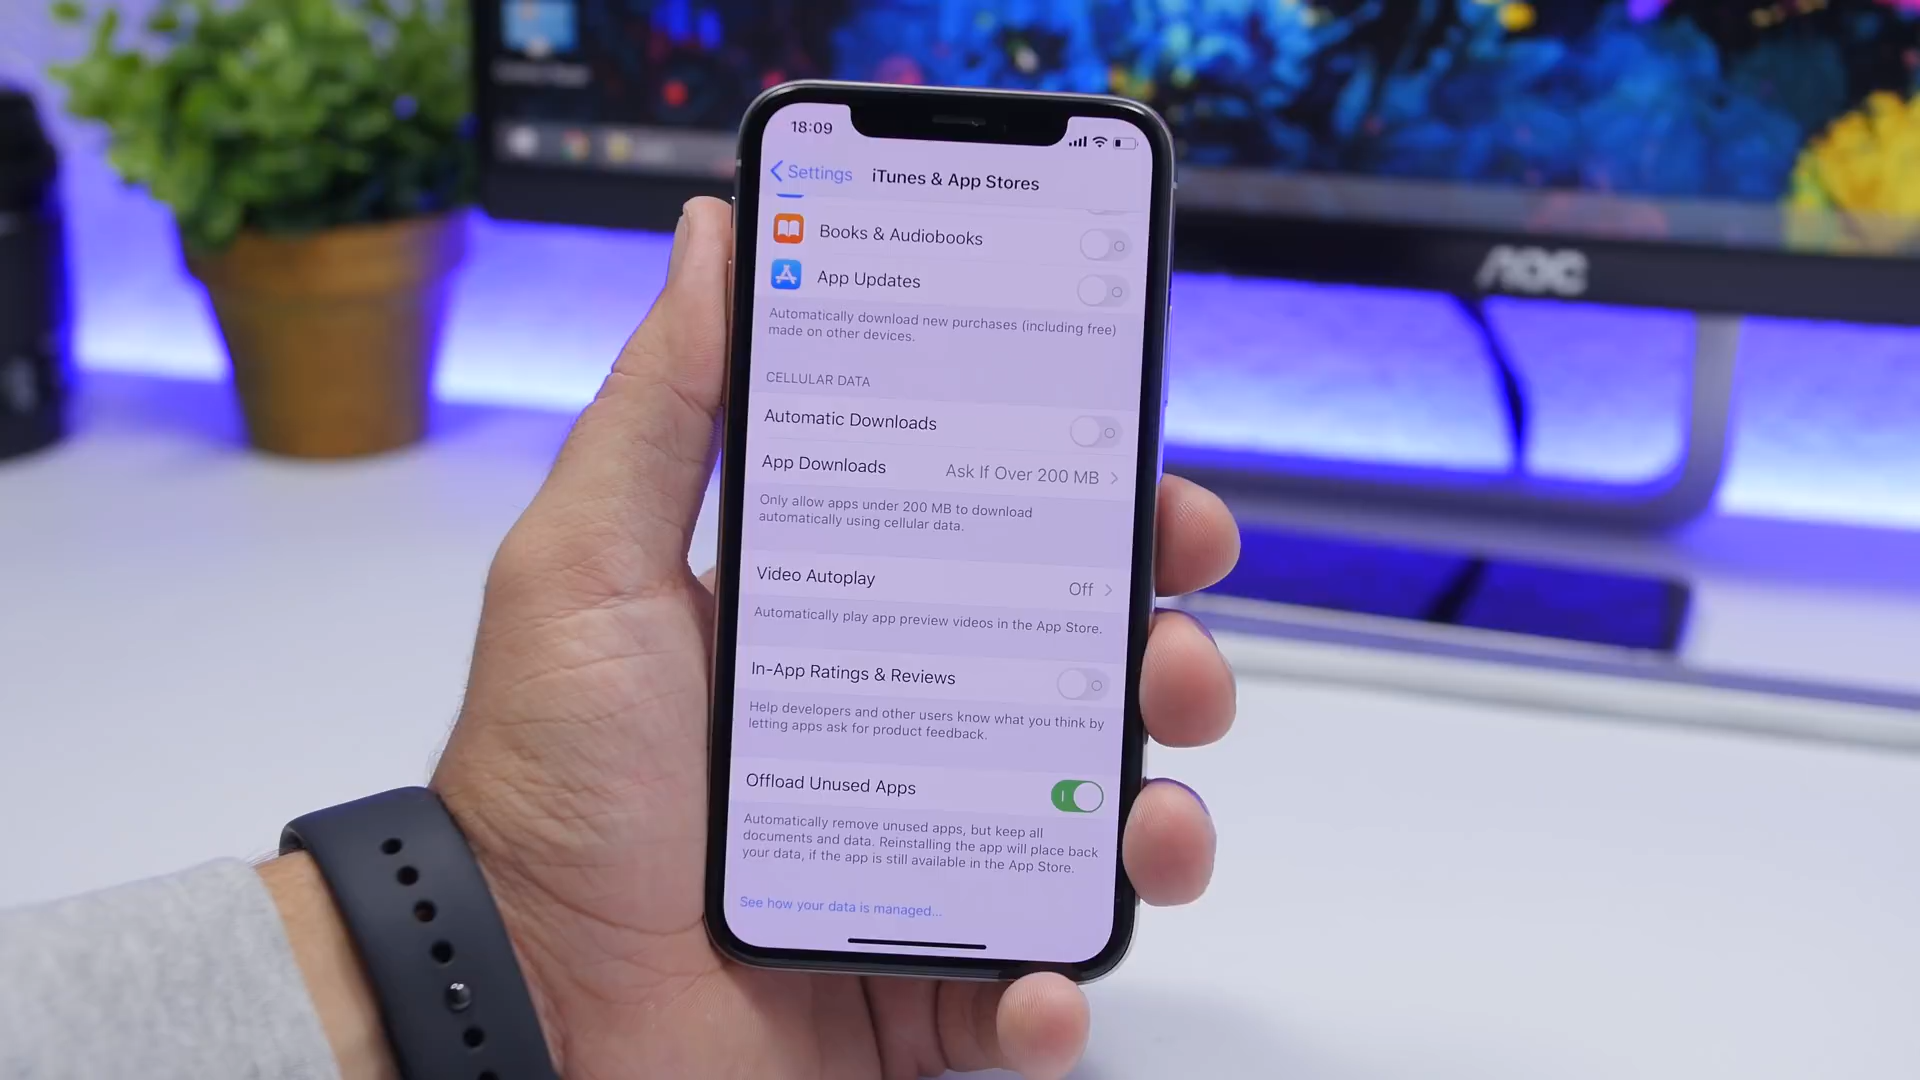 18:09
Settings
iTunes & App Stores
Books & Audiobooks
App Updates
Automatically download new purchases (including free)
made on other devices.
CELLULAR DATA
Automatic Downloads
App Downloads Ask If Over 200 MB
Only allow apps under 200 MB to download
automatically using cellular data.
Video Autoplay Off
Automatically play app preview videos in the App Store.
In-App Ratings & Reviews
Help developers and other users know what you think by
letting apps ask for product feedback.
Offload Unused Apps
Automatically remove unused apps, but keep all
documents and data. Reinstalling the app will place back
your data, if the app is still available in the App Store.
See how your data is managed...
AOC